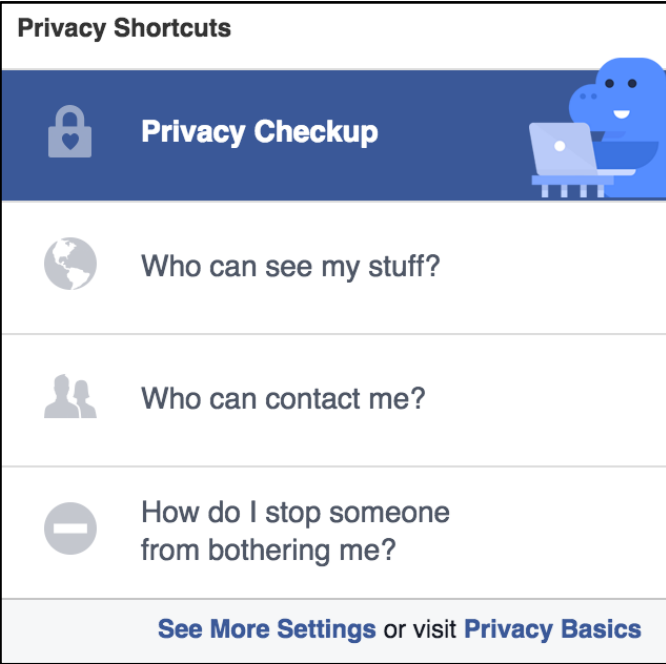 Privacy Shortcuts
Privacy Checkup
Who can see my stuff?
Who can contact me?
How do I stop someone
from bothering me?
See More Settings or visit Privacy Basics